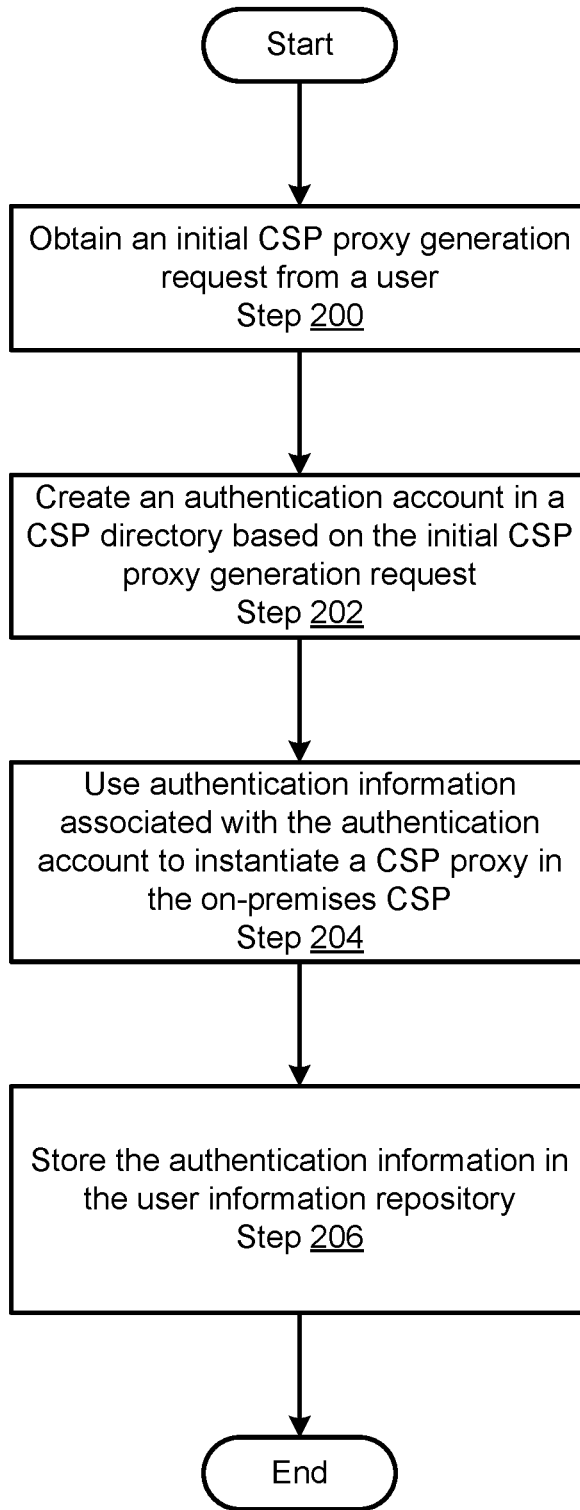 Start
Obtain an initial CSP proxy generation
request from a user
Step 200
Create an authentication account in a
CSP directory based on the initial CSP
proxy generation request
Step 202
Use authentication information
associated with the authentication
account to instantiate a CSP proxy in
the on-premises CSP
Step 204
Store the authentication information in
the user information repository
Step 206
End